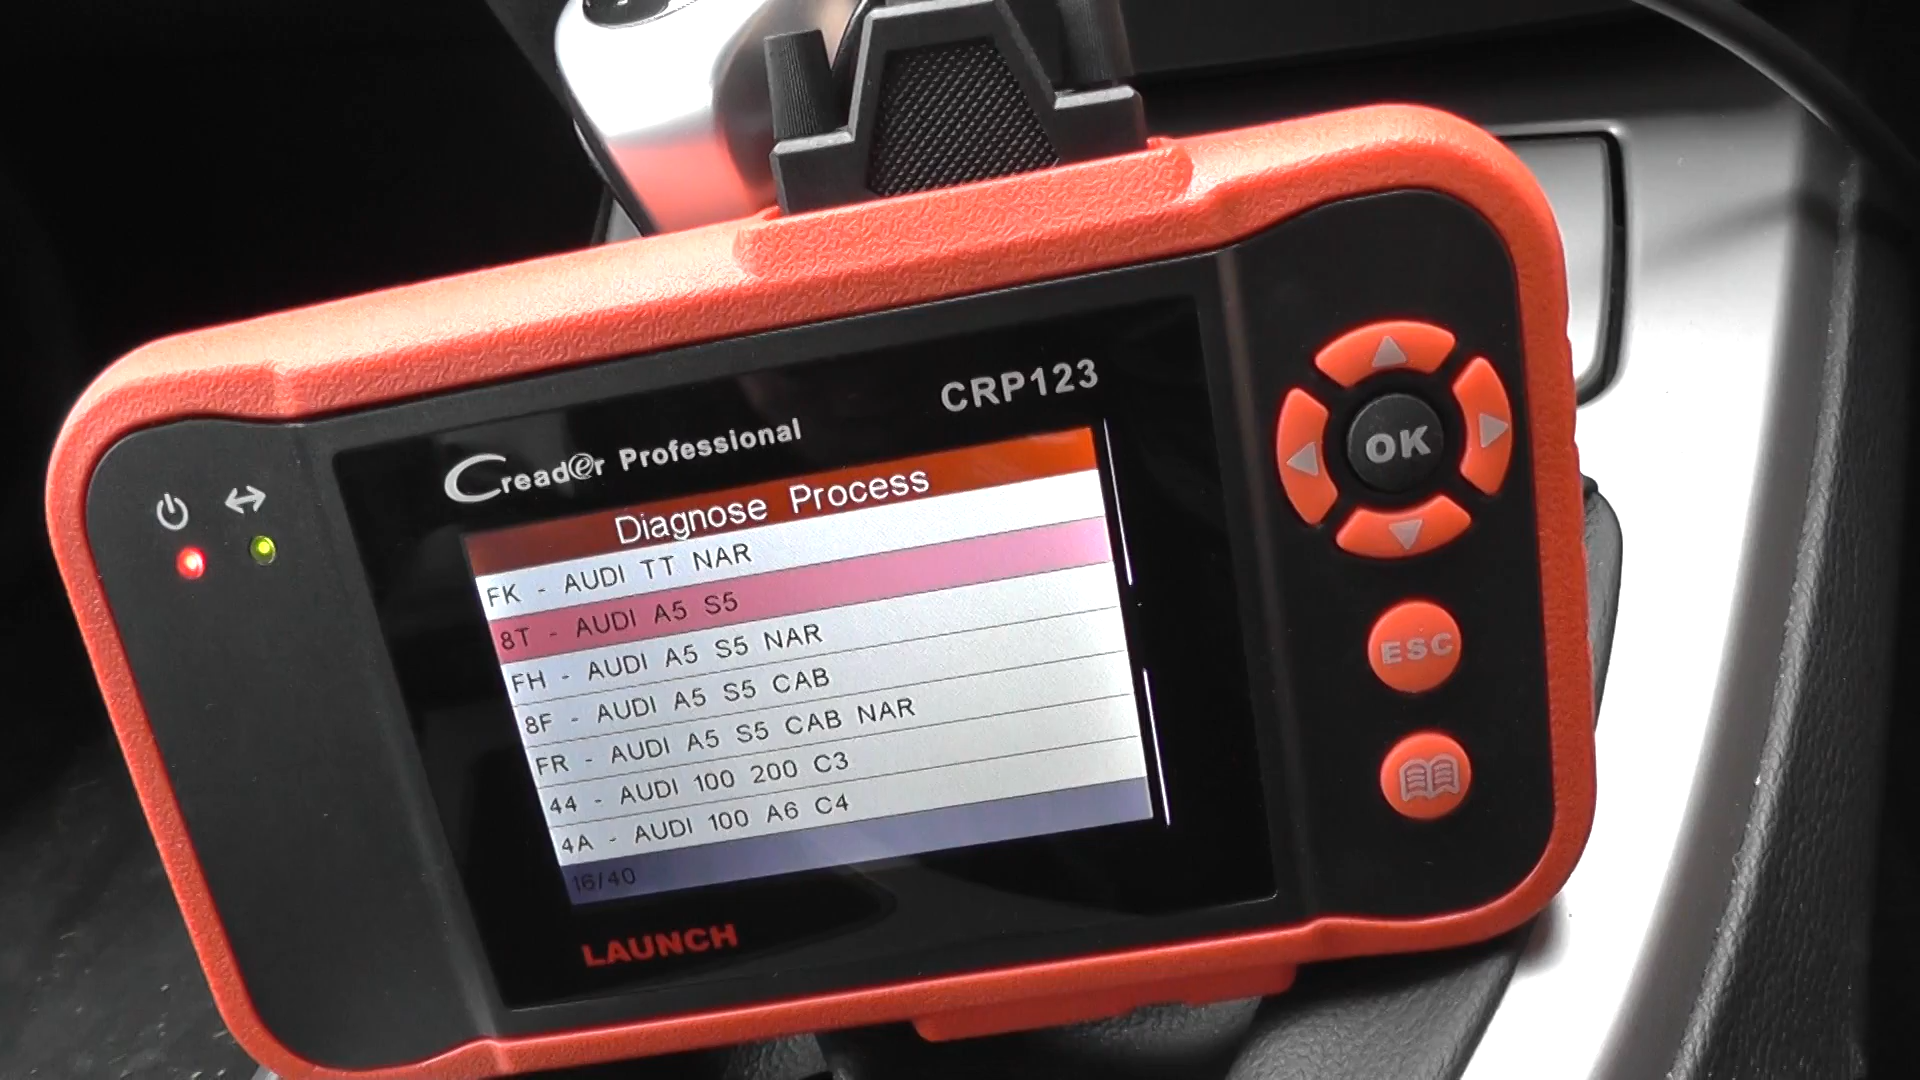 CRP123
Creader Professional
Diagnose Process
FK - AUDI TT NAR
8T - AUDI A5 S5
FH - AUDI A5 S5 NAR
8F - AUDI A5 S5 CAB
FR - AUDI A5 S5 CAB NAR
44 - AUDI 100 200 C3
4A - AUDI 100 A6 C4
16/40
LAUNCH
OK
ESC